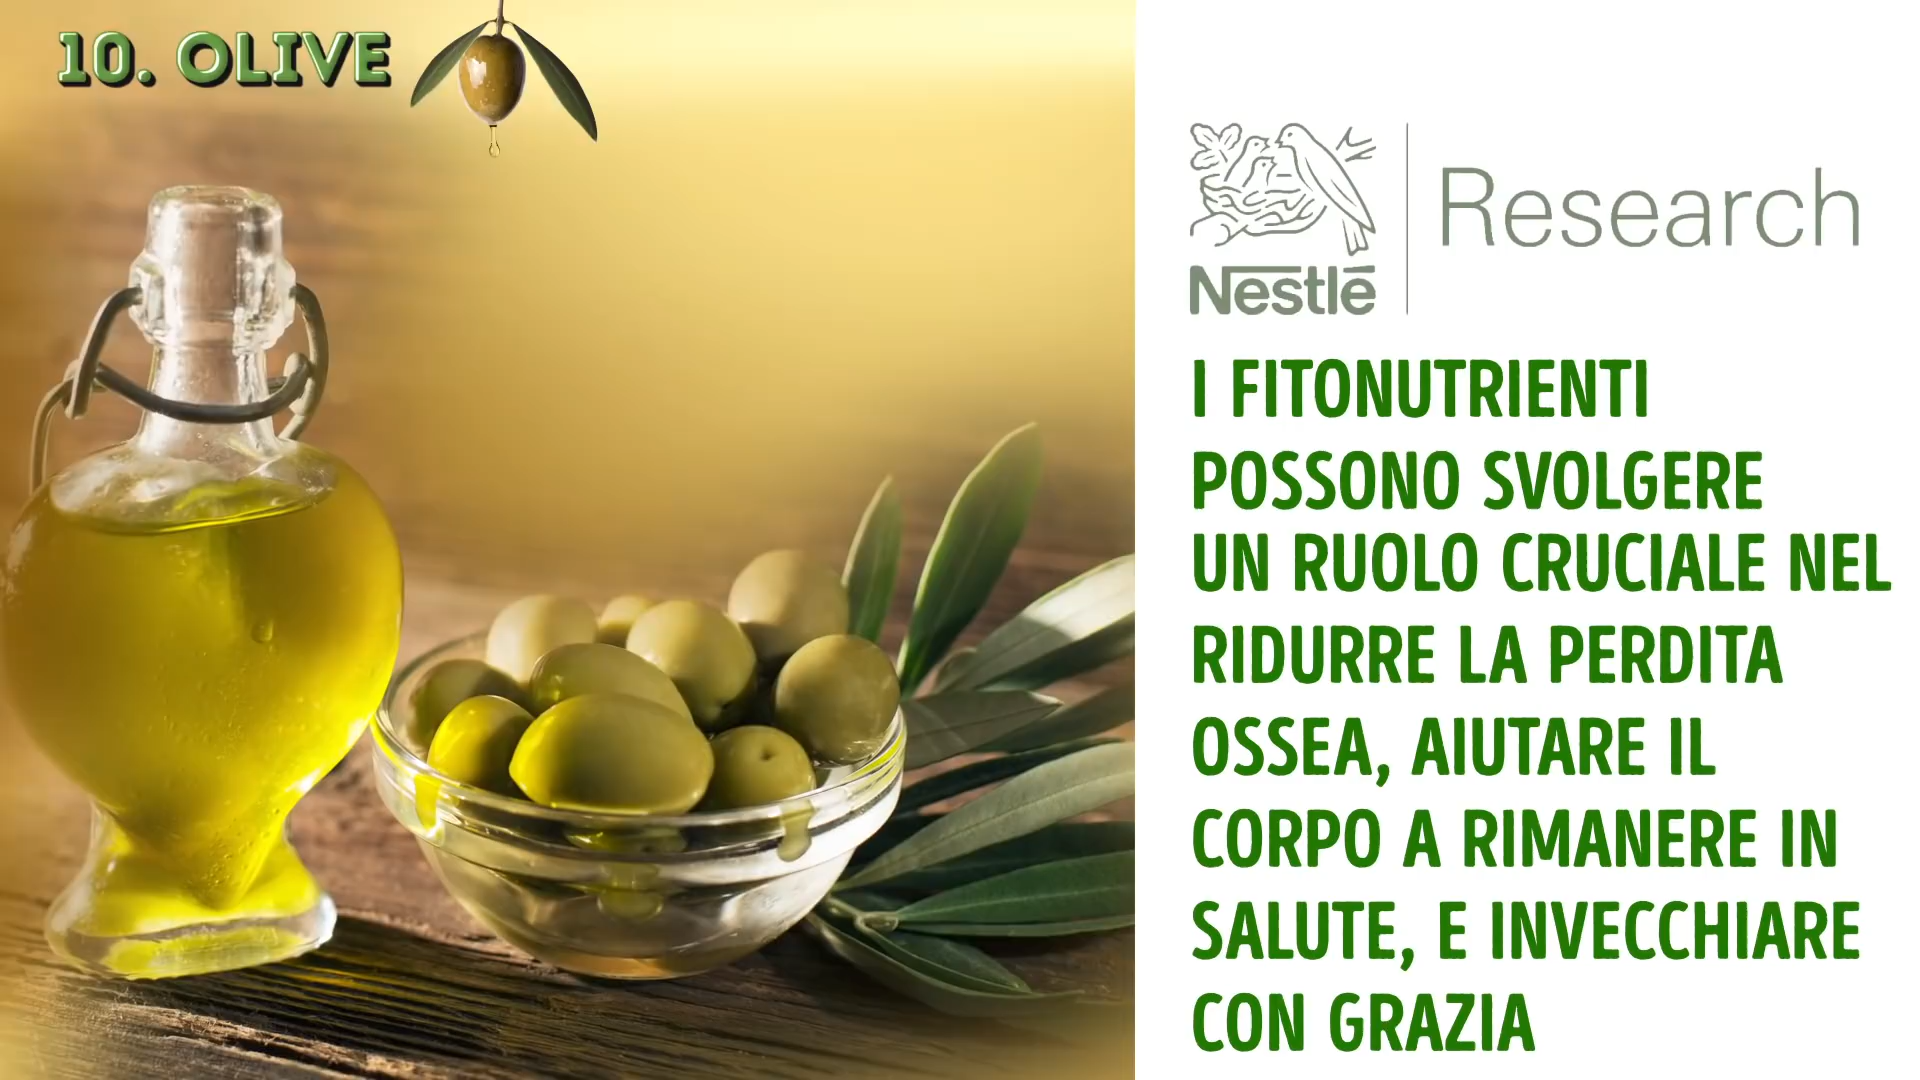 10. OLIVE
Nestlé
Research
I FITONUTRIENTI
POSSONO SVOLGERE
UN RUOLO CRUCIALE NEL
RIDURRE LA PERDITA
OSSEA, AIUTARE IL
CORPO A RIMANERE IN
SALUTE, E INVECCHIARE
CON GRAZIA